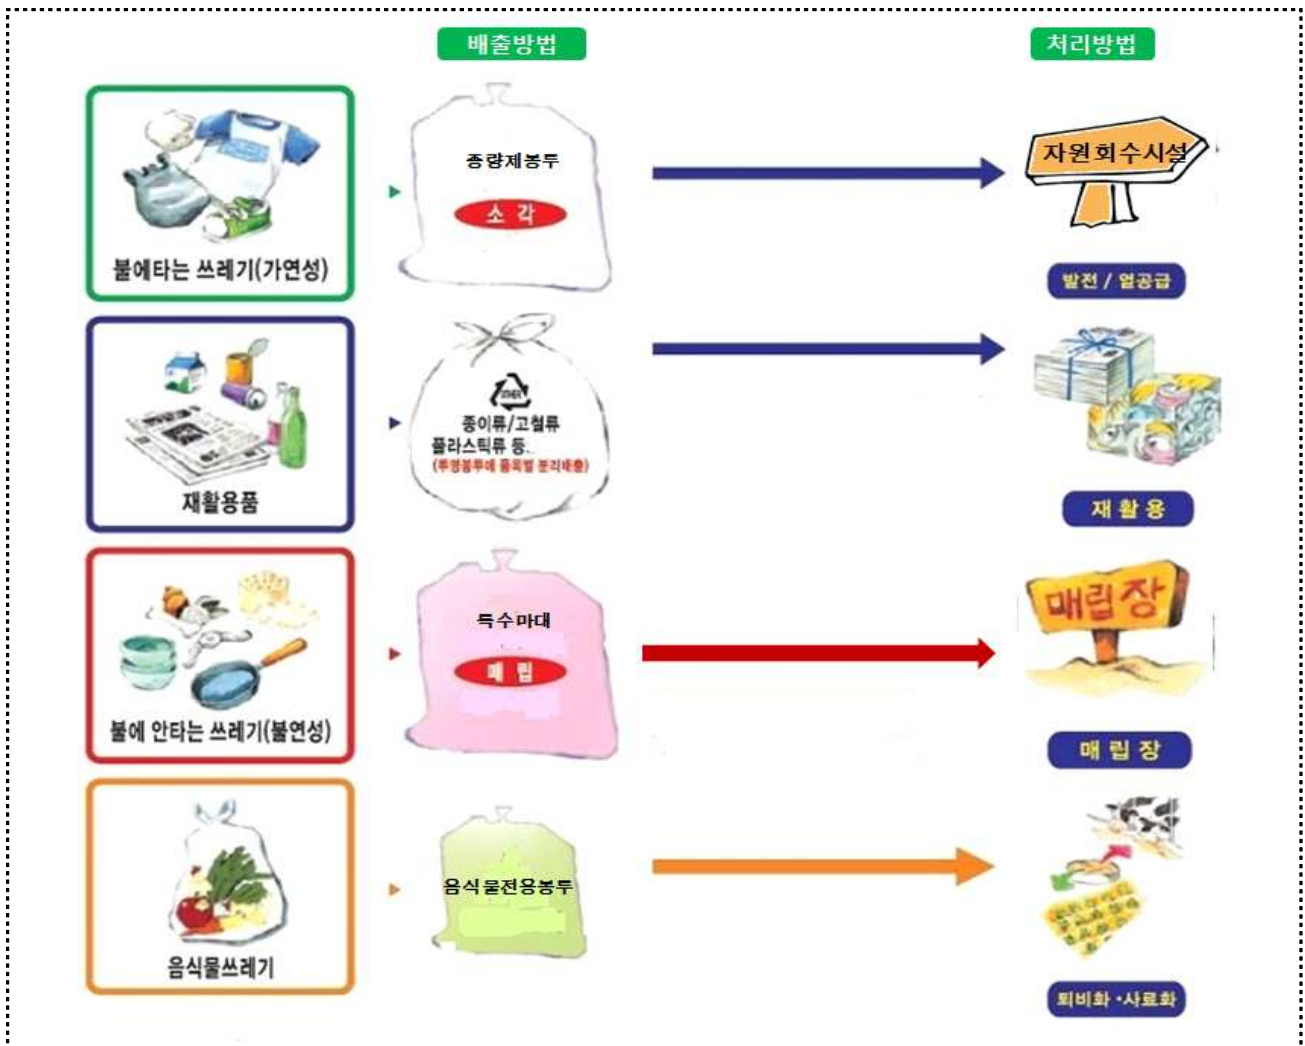 배출방법
처리방법
불에타는 쓰레기(가연성)
종량제봉투
소 각
자원회수시설
발전 / 열공급
재활용품
OTHER
종이류/고철류
플라스틱류 등.
(투명봉투에 품목별 분리배출)
재 활 용
불에 안타는 쓰레기(불연성)
특수마대
매 립
매립장
매 립 장
음식물쓰레기
음식물전용봉투
퇴비화 · 사료화